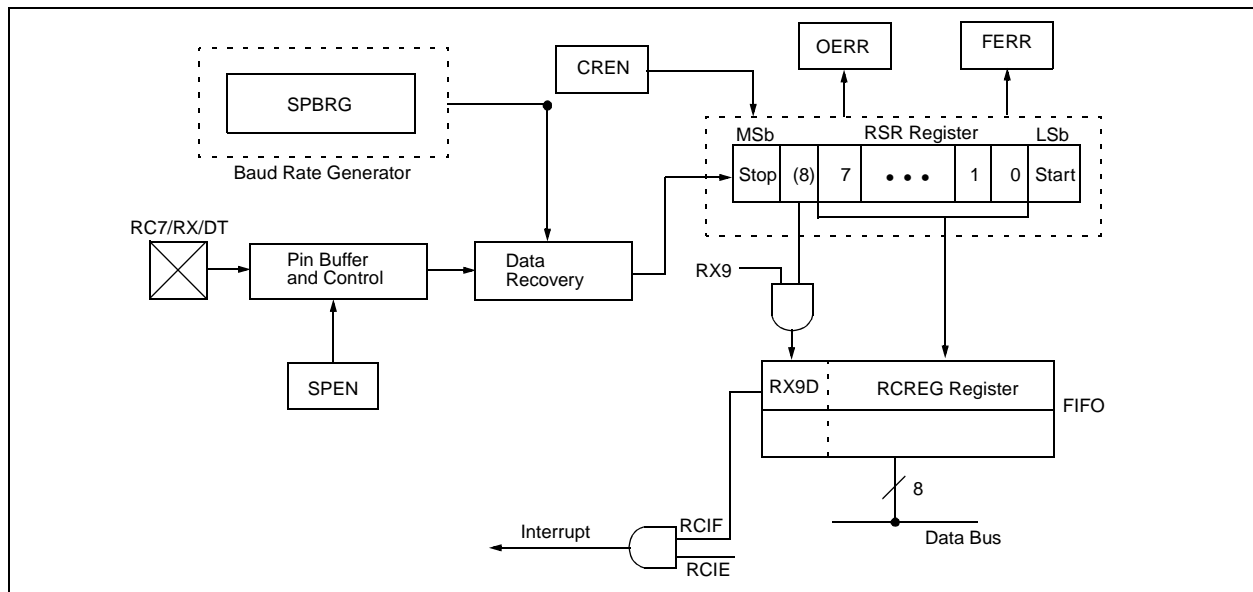 OERR
FERR
CREN
SPBRG
Baud Rate Generator
MSb
RSR Register
LSb
Stop
(8)
7
• • •
1
0
Start
RC7/RX/DT
Pin Buffer
and Control
Data
Recovery
RX9
SPEN
RX9D
RCREG Register
FIFO
8
Data Bus
Interrupt
RCIF
RCIE